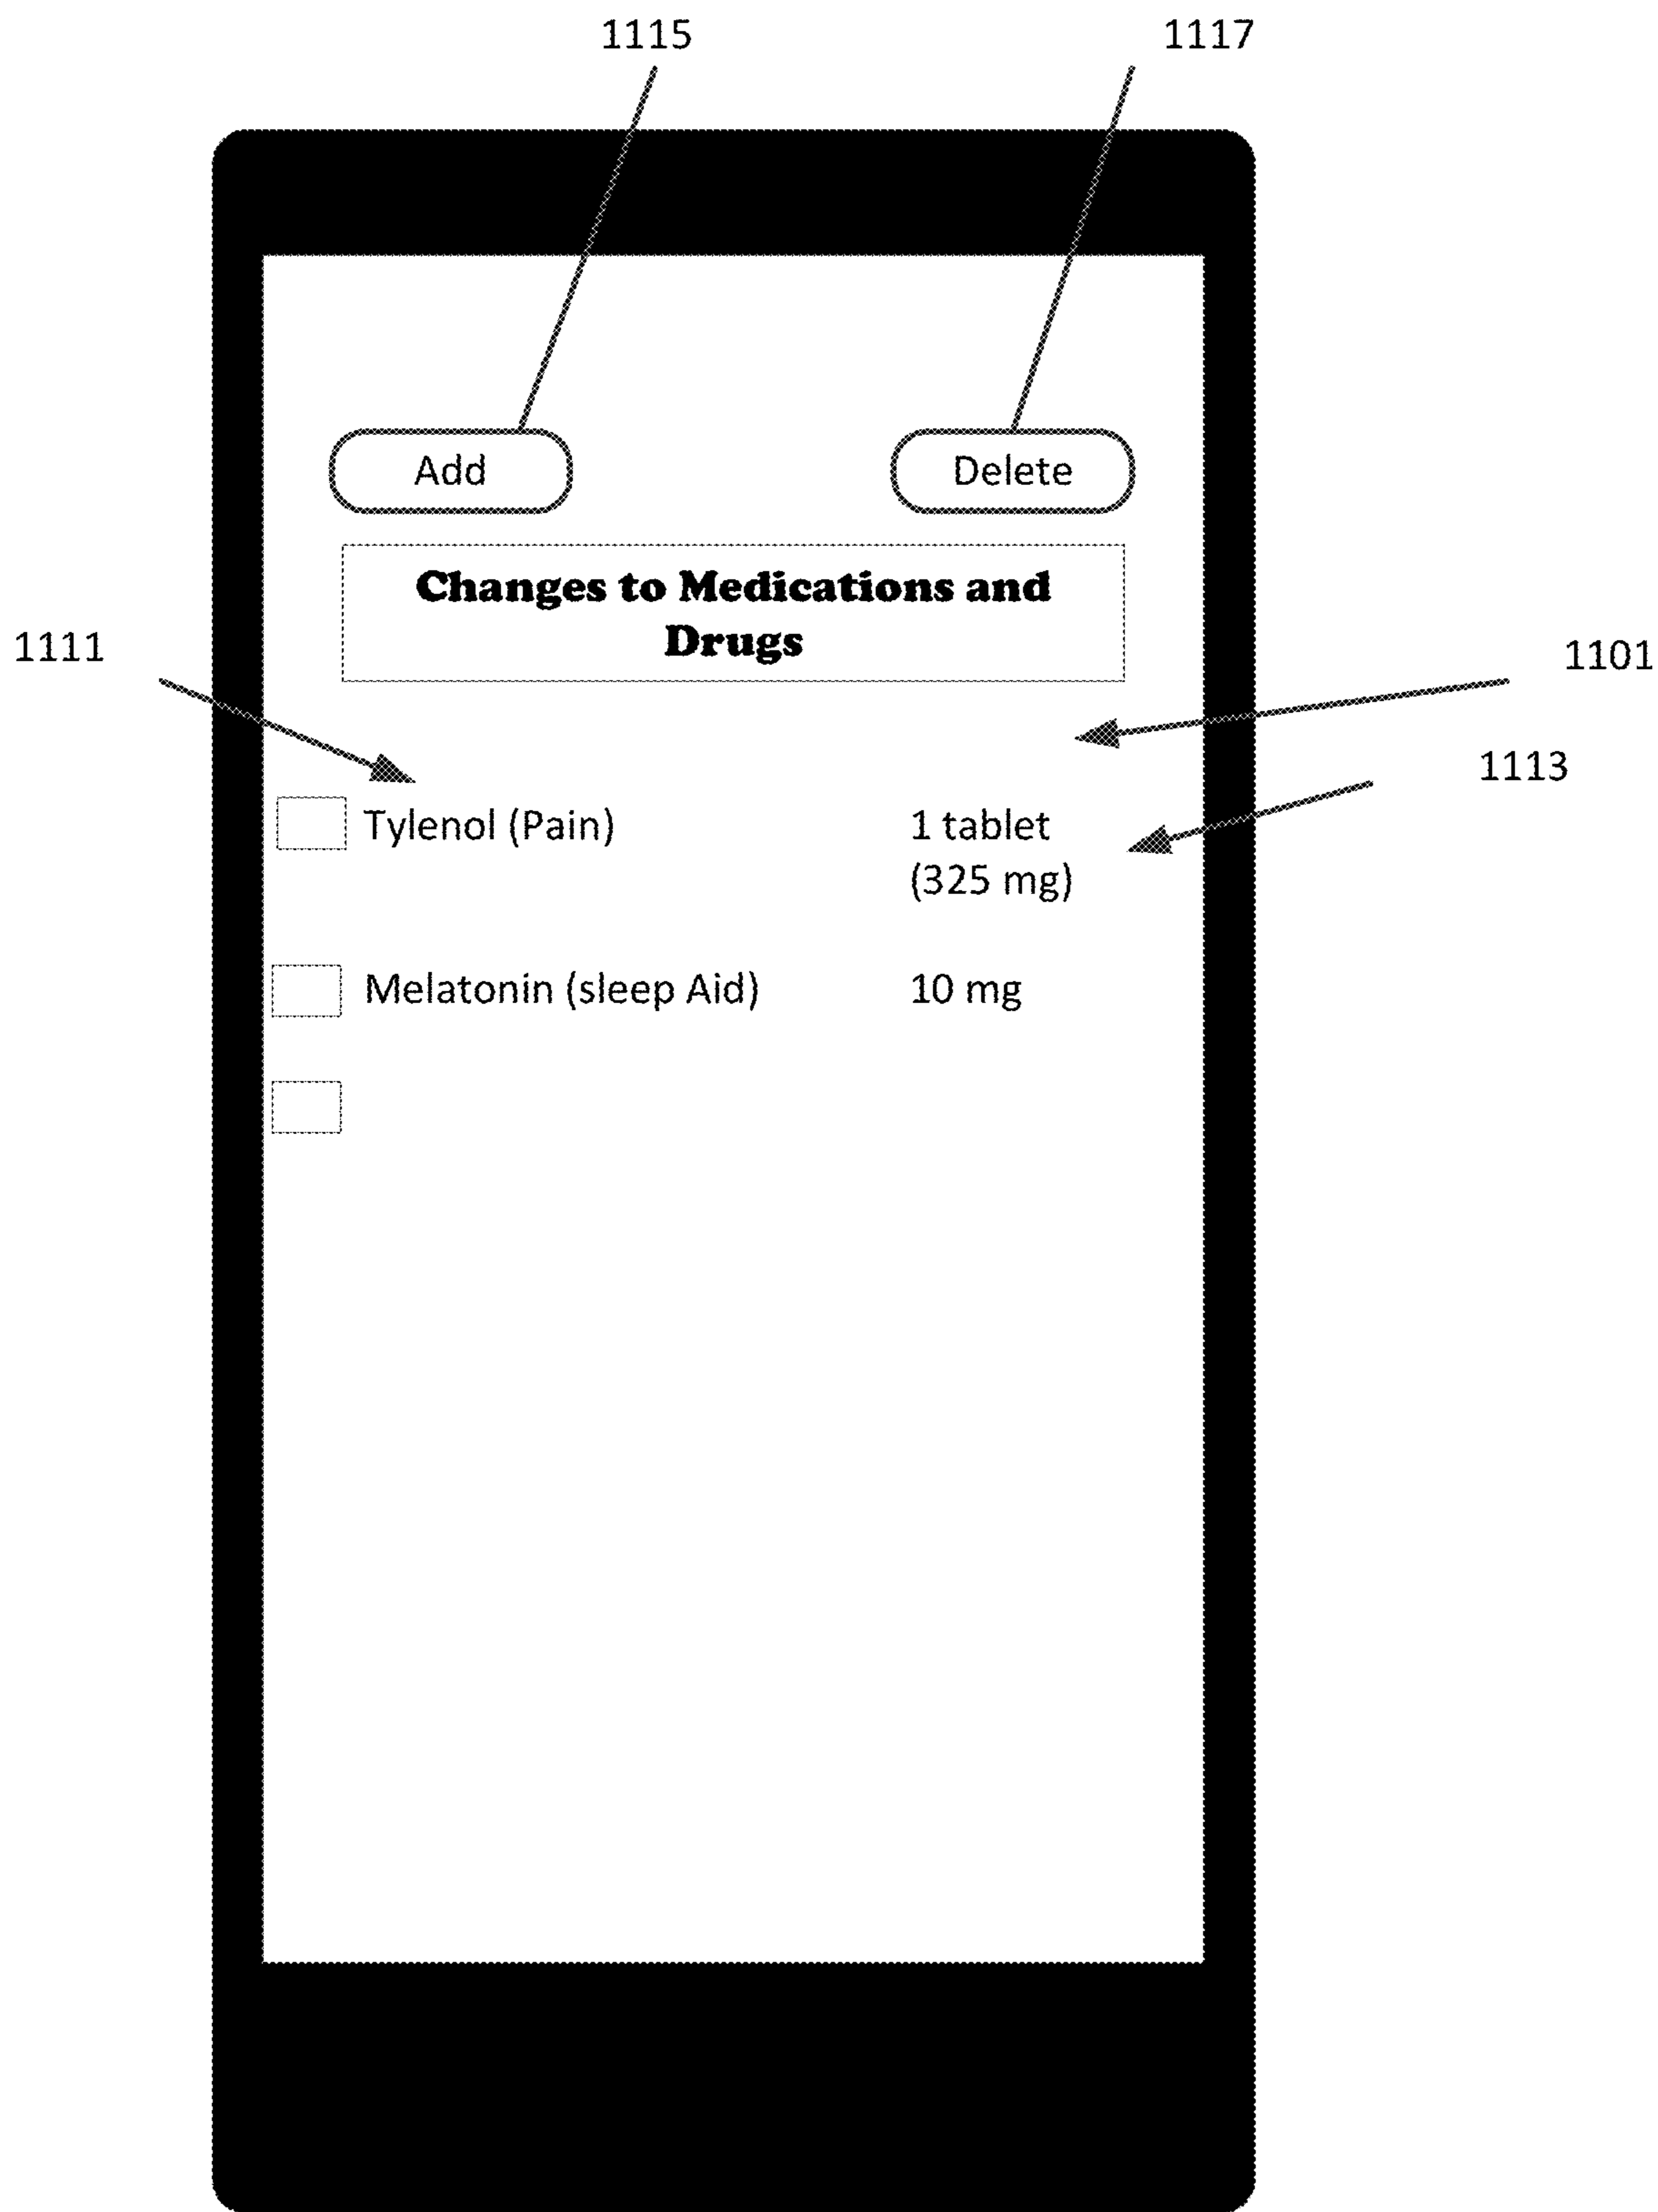 1115
1117
Add
Delete
Changes to Medications and
Drugs
1111
1101
1113
Tylenol (Pain)
1 tablet
(325 mg)
Melatonin (sleep Aid)
10 mg